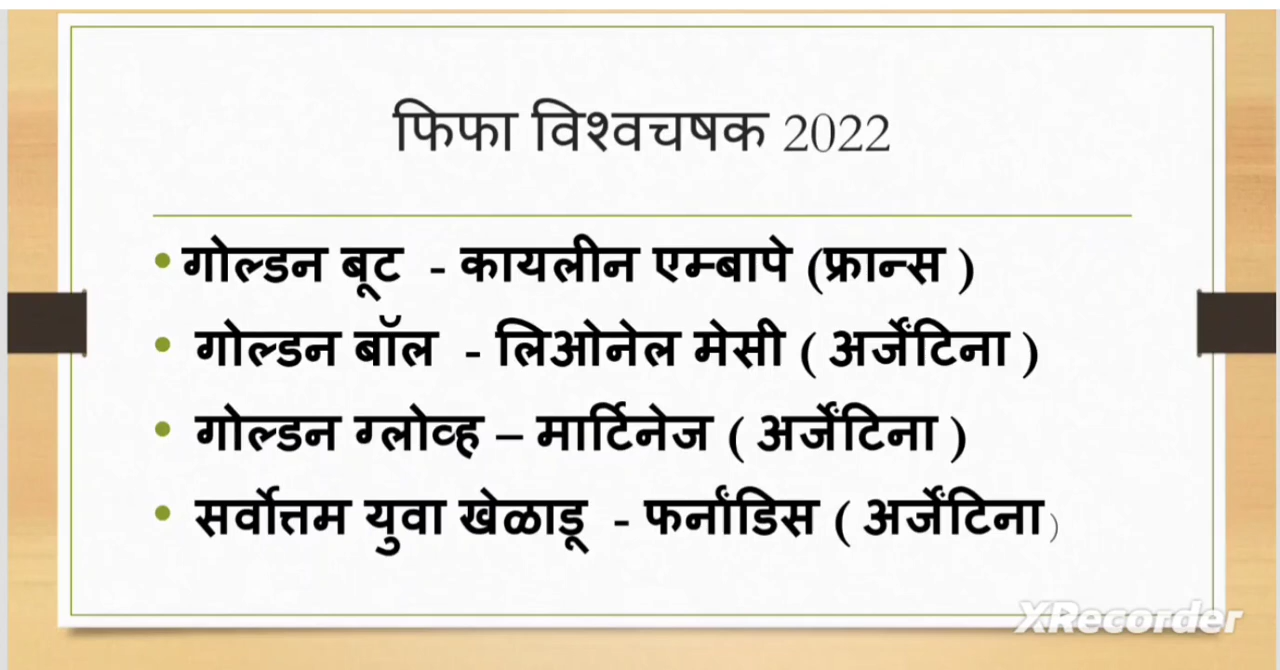 फिफा विश्वचषक 2022
• गोल्डन बूट - कायलीन एम्बापे (फ्रान्स )
• गोल्डन बॉल - लिओनेल मेसी ( अर्जेंटिना )
• गोल्डन ग्लोव्ह – मार्टिनेज ( अर्जेंटिना )
• सर्वोत्तम युवा खेळाडू - फर्नांडिस ( अर्जेंटिना )
XRecorder